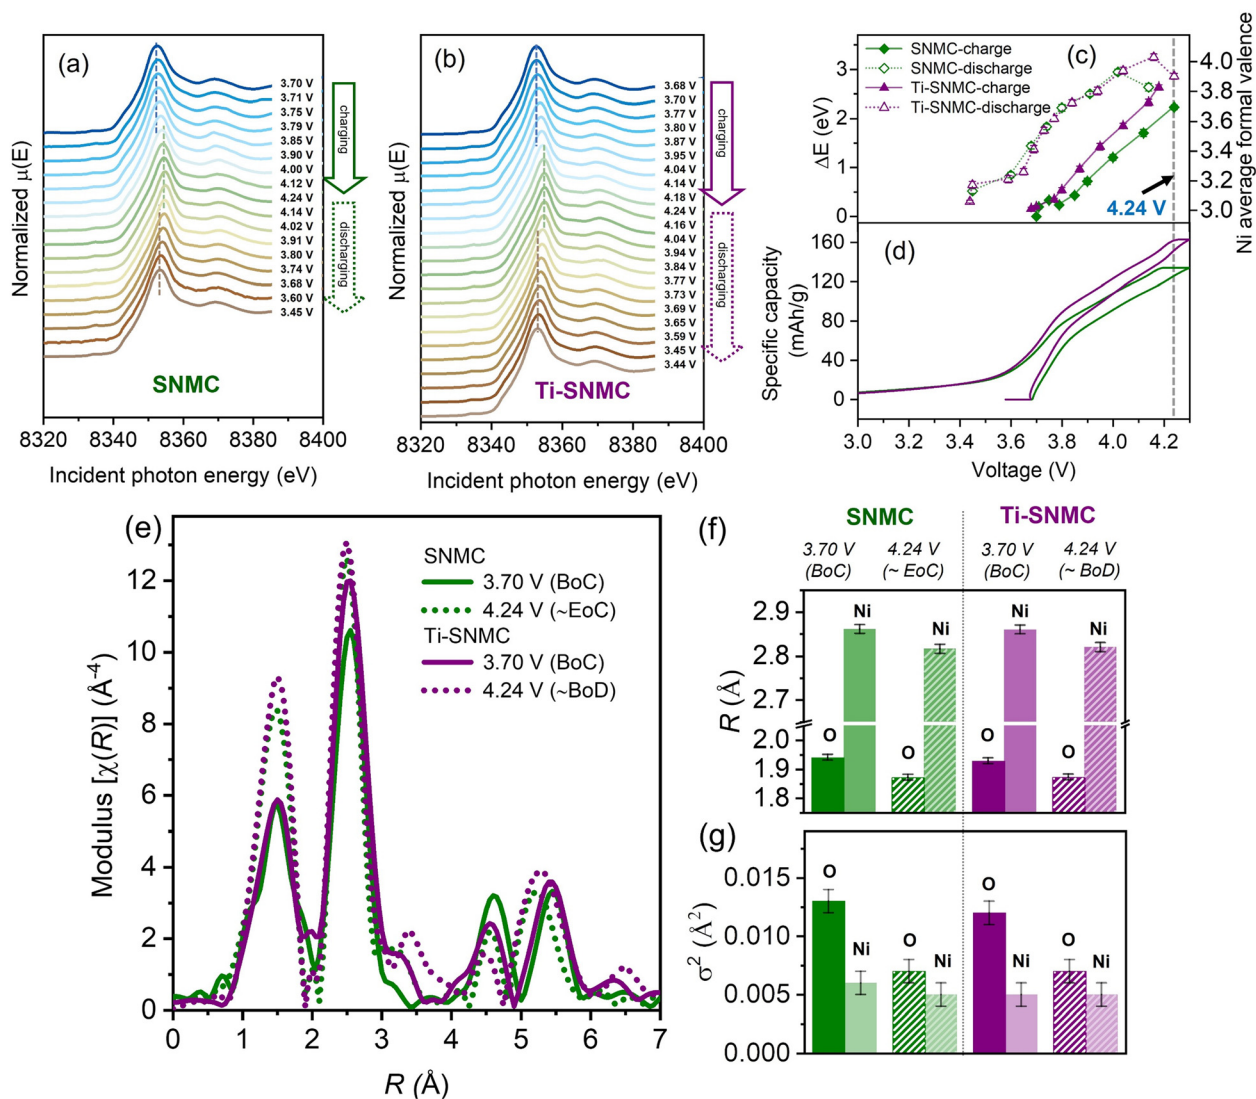 (a)
Normalized μ(E)
3.70 V
3.71 V
3.75 V
3.79 V
3.85 V
3.90 V
4.00 V
4.12 V
4.24 V
4.14 V
4.02 V
3.91 V
3.80 V
3.74 V
3.68 V
3.60 V
3.45 V
charging
discharging
SNMC
8320 8340 8360 8380 8400
Incident photon energy (eV)
(b)
Normalized μ(E)
3.68 V
3.70 V
3.77 V
3.80 V
3.87 V
3.95 V
4.04 V
4.14 V
4.18 V
4.24 V
4.16 V
4.04 V
3.94 V
3.84 V
3.77 V
3.73 V
3.69 V
3.65 V
3.59 V
3.45 V
3.44 V
charging
discharging
Ti-SNMC
8320 8340 8360 8380 8400
Incident photon energy (eV)
(c)
SNMC-charge
SNMC-discharge
Ti-SNMC-charge
Ti-SNMC-discharge
ΔE (eV)
3
2
1
0
4.24 V
4.0
3.8
3.6
3.4
3.2
3.0
Ni average formal valence
(d)
Specific capacity
(mAh/g)
160
120
80
40
0
3.0 3.2 3.4 3.6 3.8 4.0 4.2
Voltage (V)
(e)
SNMC
3.70 V (BoC)
4.24 V (~EoC)
Ti-SNMC
3.70 V (BoC)
4.24 V (~BoD)
Modulus [χ(R)] (Å-4)
12
10
8
6
4
2
0
0 1 2 3 4 5 6 7
R (Å)
(f)
SNMC Ti-SNMC
3.70 V 4.24 V 3.70 V 4.24 V
(BoC) (~ EoC) (BoC) (~ BoD)
R (Å)
2.9
2.8
2.7
2.0
1.9
1.8
Ni Ni Ni Ni
O O O O
(g)
σ2 (Å2)
0.015
0.010
0.005
0.000
O Ni O Ni O Ni O Ni